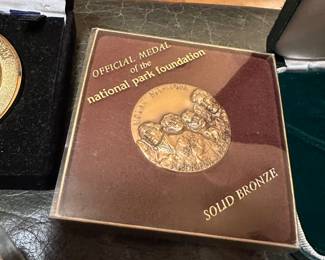 OFFICIAL MEDAL
of the
national park foundation
SOLID BRONZE